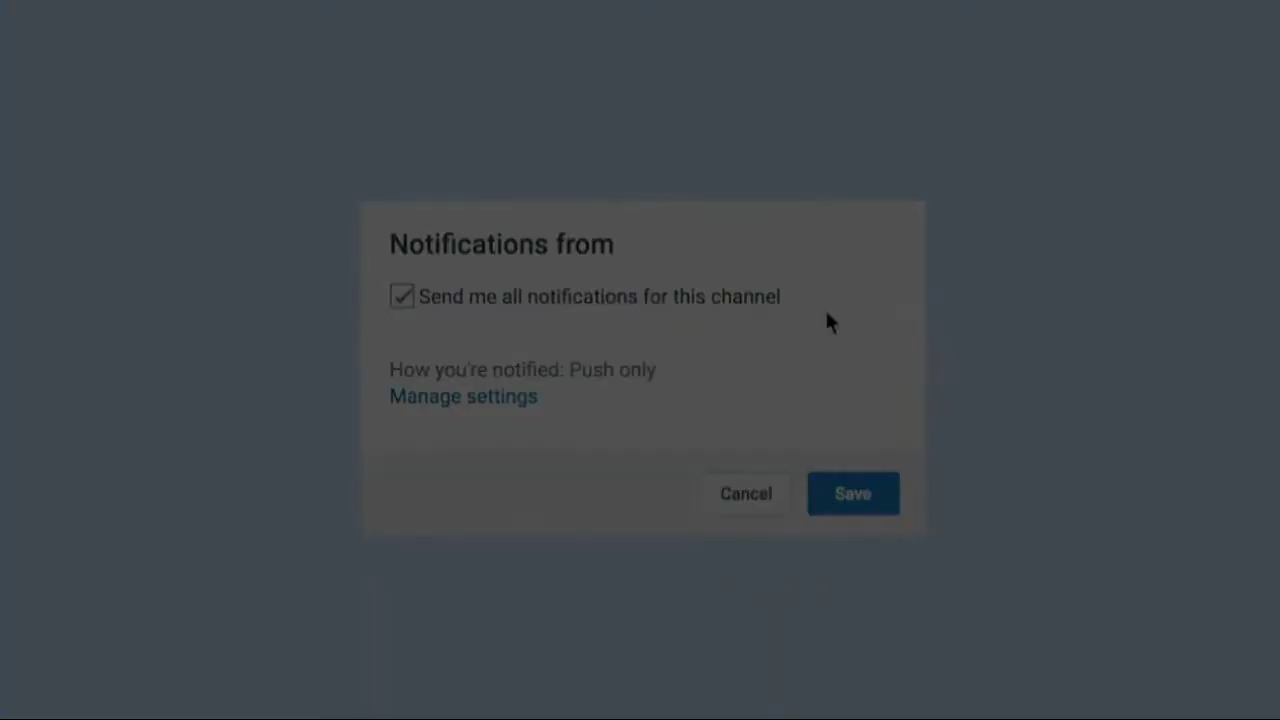 Notifications from
Send me all notifications for this channel
How you're notified: Push only
Manage settings
Cancel Save